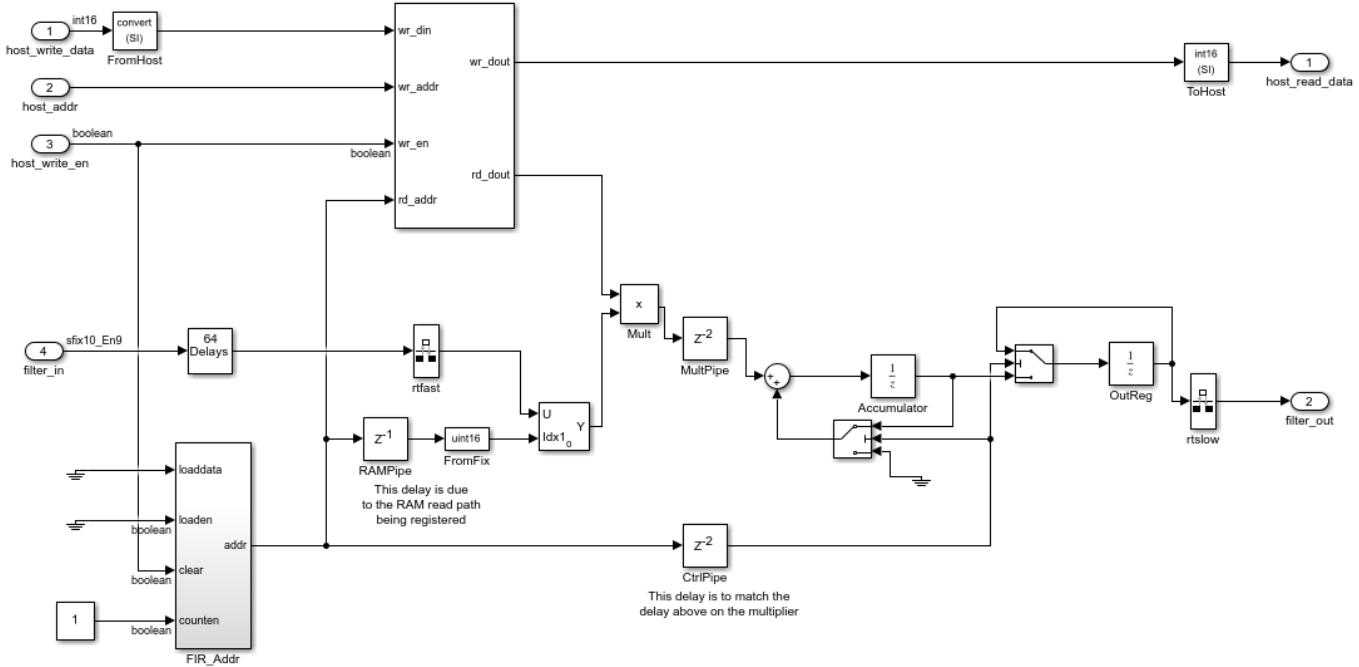 int16
1
host_write_data
convert
(SI)
FromHost
2
host_addr
boolean
3
host_write_en
wr_din
wr_addr
boolean
wr_en
rd_addr
wr_dout
rd_dout
int16
(SI)
ToHost
1
host_read_data
sfix10_En9
4
filter_in
64
Delays
rtfast
U
Idx1
0
Y
x
Mult
Z-2
MultPipe
+
+
1
z
Accumulator
1
z
OutReg
rtslow
2
filter_out
Z-1
RAMPipe
uint16
FromFix
This delay is due
to the RAM read path
being registered
loaddata
loaden
boolean
addr
clear
boolean
1
counten
boolean
FIR_Addr
Z-2
CtrlPipe
This delay is to match the
delay above on the multiplier